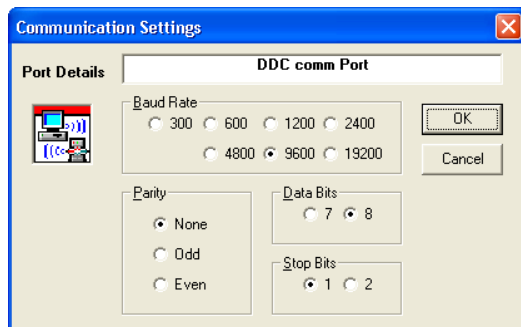 Communication Settings
Port Details
DDC comm Port
Baud Rate
300 600 1200 2400
4800 9600 19200
OK
Cancel
Parity
None
Odd
Even
Data Bits
7 8
Stop Bits
1 2